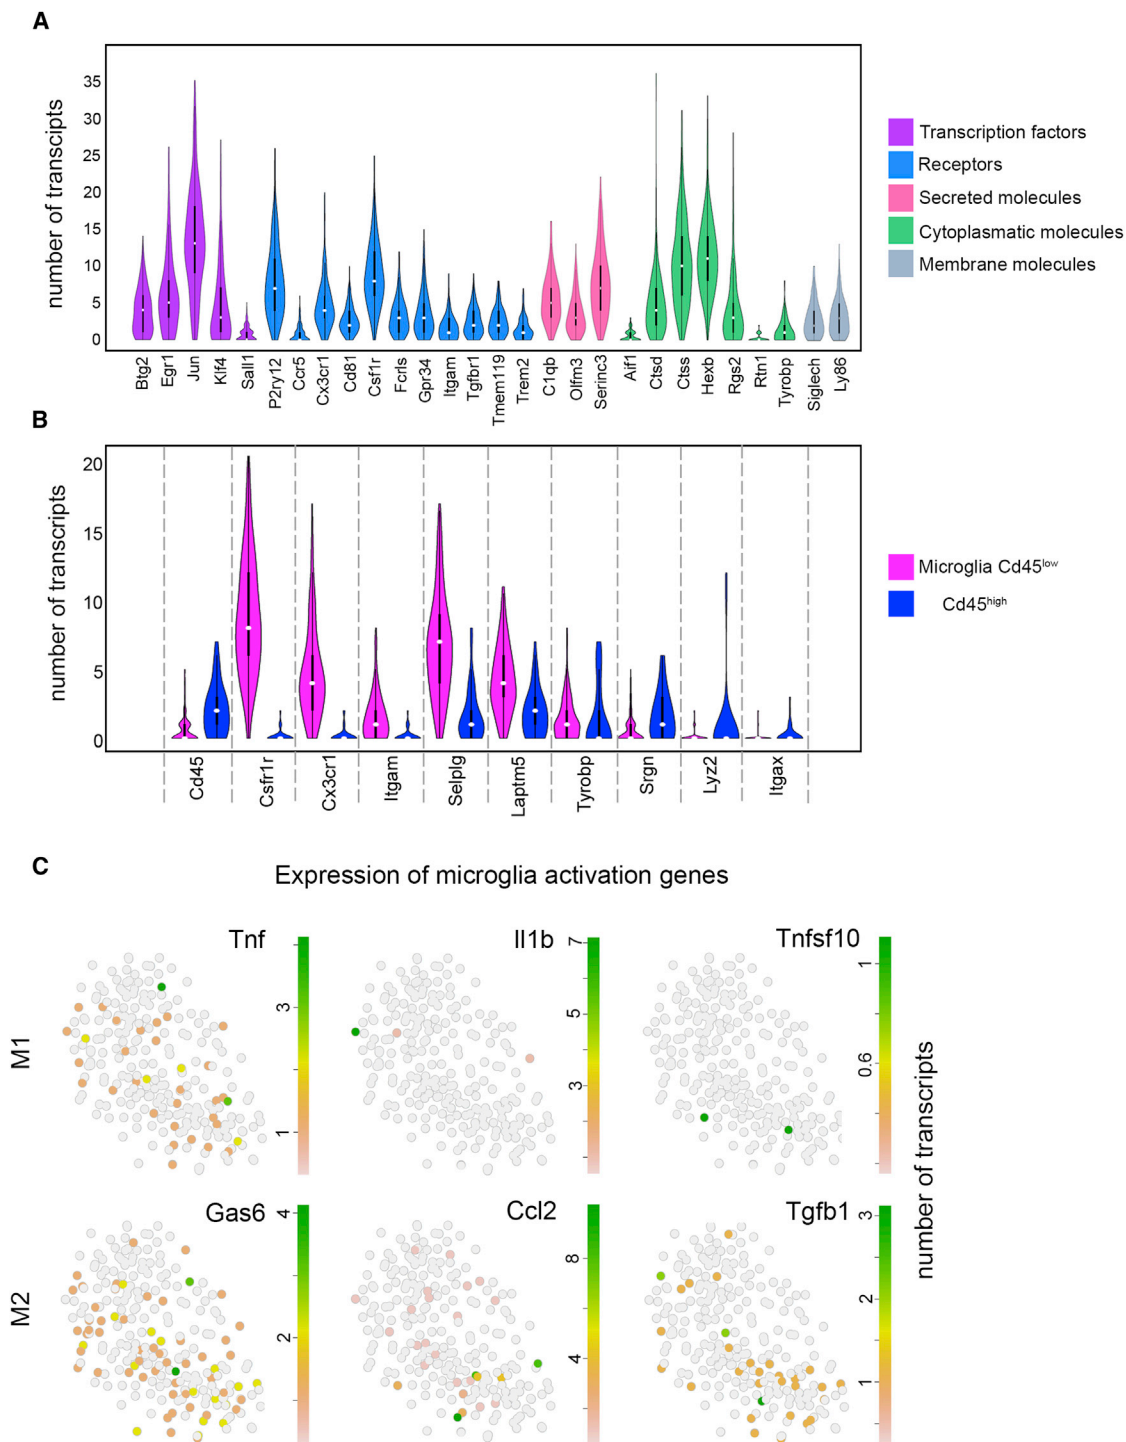 A
number of transcipts
35
30
25
20
15
10
5
0
Btg2
Egr1
Jun
Klf4
Sall1
P2ry12
Ccr5
Cx3cr1
Cd81
Csf1r
Fcrls
Gpr34
Itgam
Tgfbr1
Tmem119
Trem2
C1qb
Olfm3
Serinc3
Aif1
Ctsd
Ctss
Hexb
Rgs2
Rtn1
Tyrobp
Siglech
Ly86
Transcription factors
Receptors
Secreted molecules
Cytoplasmatic molecules
Membrane molecules
B
number of transcripts
20
15
10
5
0
Cd45
Csfr1r
Cx3cr1
Itgam
Selplg
Laptm5
Tyrobp
Srgn
Lyz2
Itgax
Microglia Cd45low
Cd45high
C
Expression of microglia activation genes
M1
Tnf
3
1
Il1b
7
5
3
Tnfsf10
1
0.6
number of transcripts
M2
Gas6
4
2
Ccl2
8
4
Tgfb1
3
2
1